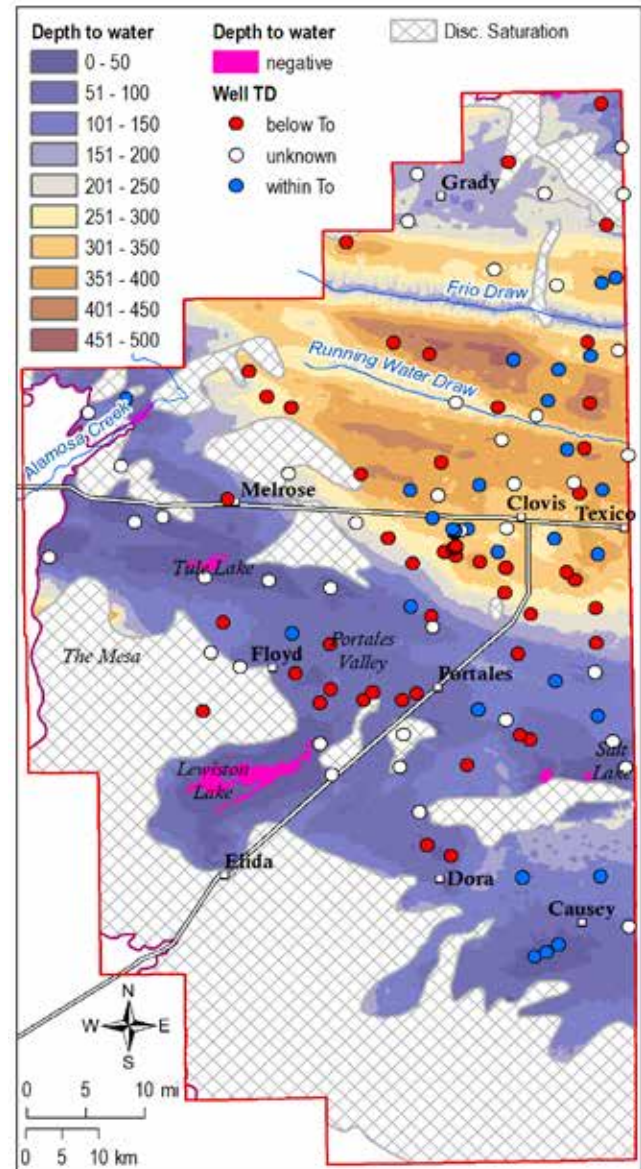 Depth to water
0 - 50
51 - 100
101 - 150
151 - 200
201 - 250
251 - 300
301 - 350
351 - 400
401 - 450
451 - 500
Depth to water
negative
Well TD
below To
unknown
within To
Disc. Saturation
Grady
Frio Draw
Running Water Draw
Alamosa Creek
Melrose
Clovis
Texico
Tule Lake
The Mesa
Floyd
Portales
Valley
Portales
Lewiston
Lake
Salt
Lake
Elida
Dora
Causey
N
W E
S
0 5 10 mi
0 5 10 km